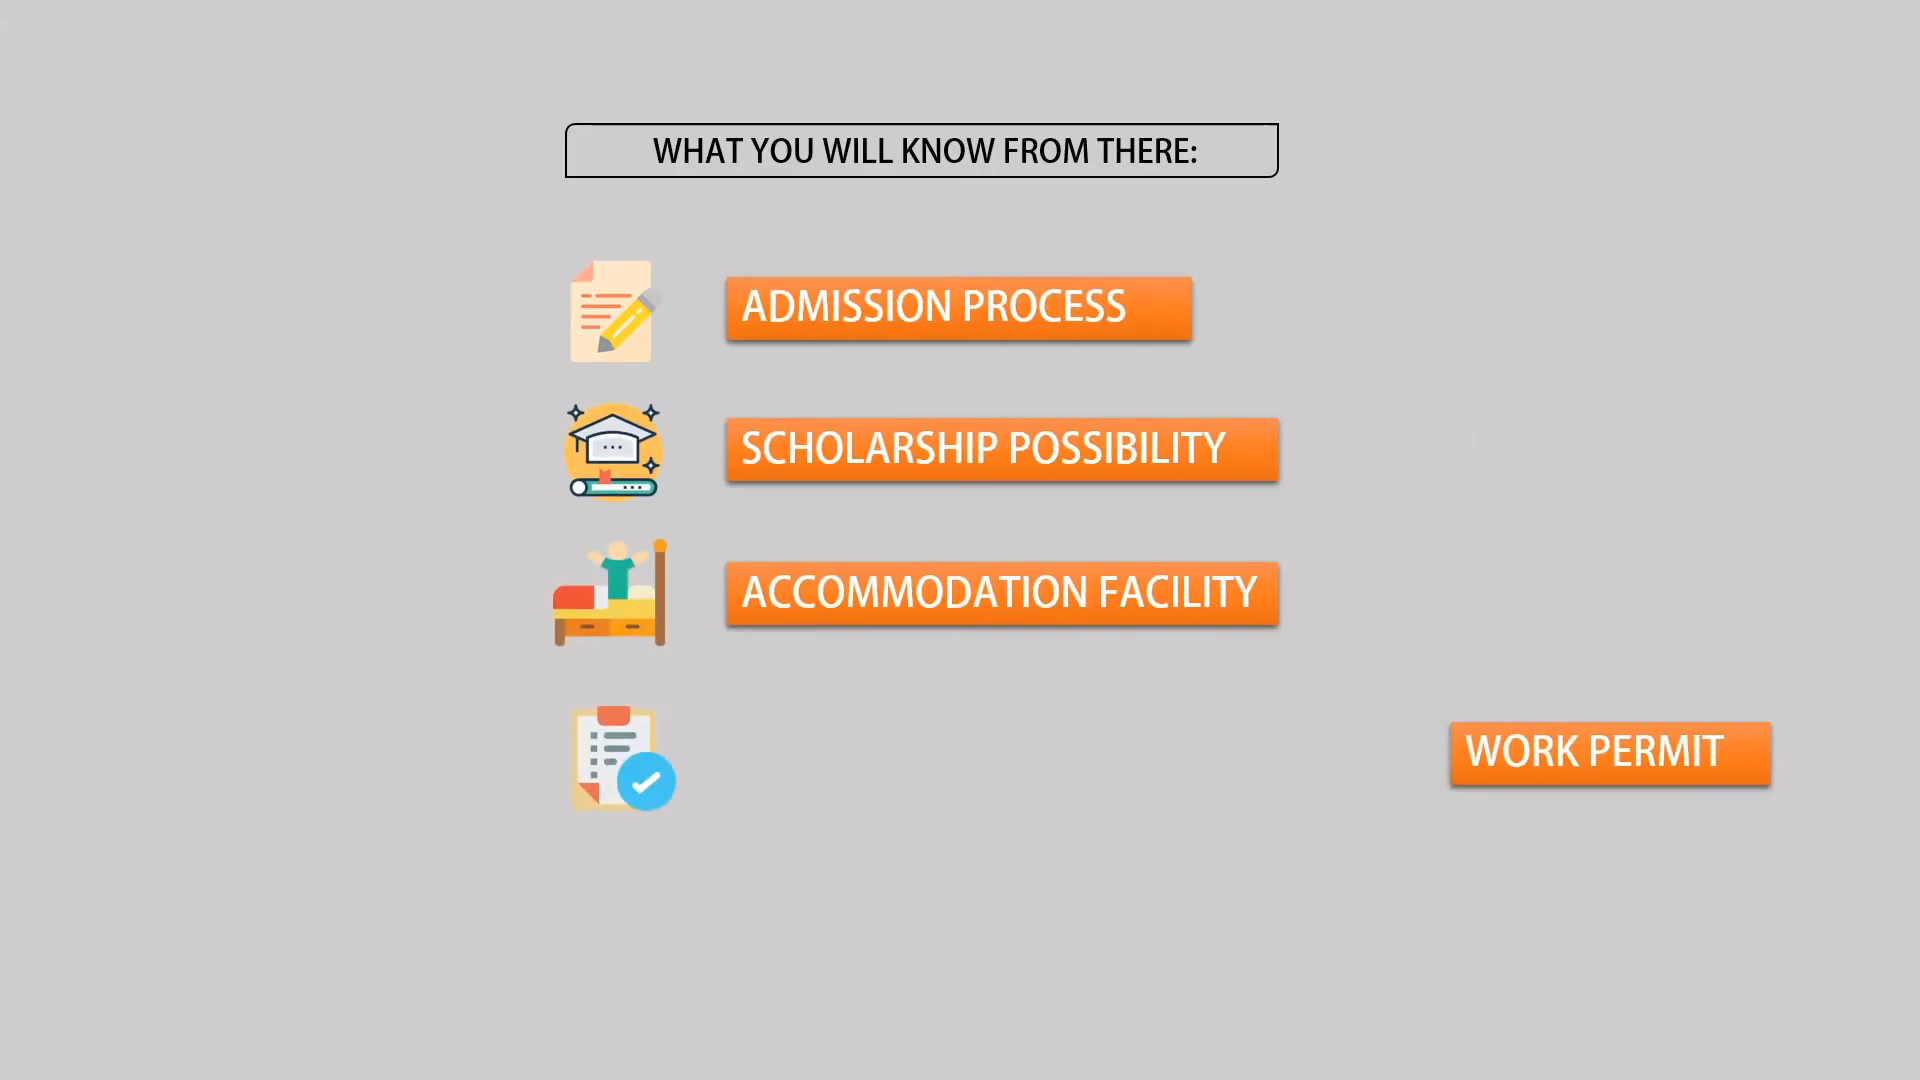 WHAT YOU WILL KNOW FROM THERE:
ADMISSION PROCESS
SCHOLARSHIP POSSIBILITY
ACCOMMODATION FACILITY
WORK PERMIT